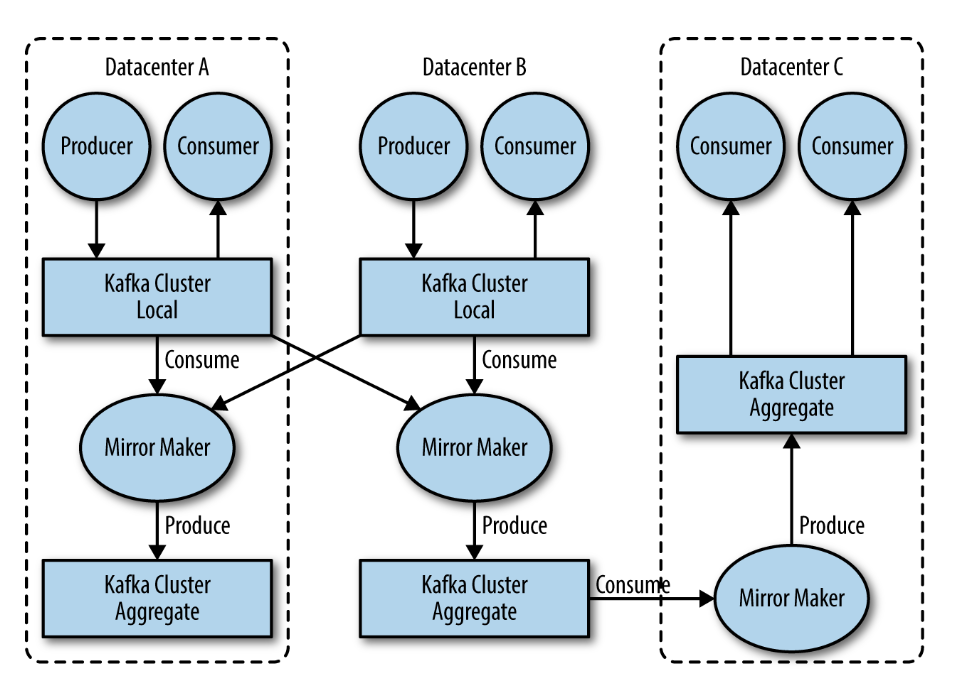 Datacenter A
Producer
Consumer
Kafka Cluster
Local
Consume
Mirror Maker
Produce
Kafka Cluster
Aggregate
Datacenter B
Producer
Consumer
Kafka Cluster
Local
Consume
Mirror Maker
Produce
Kafka Cluster
Aggregate
Consume
Datacenter C
Consumer
Consumer
Kafka Cluster
Aggregate
Produce
Mirror Maker